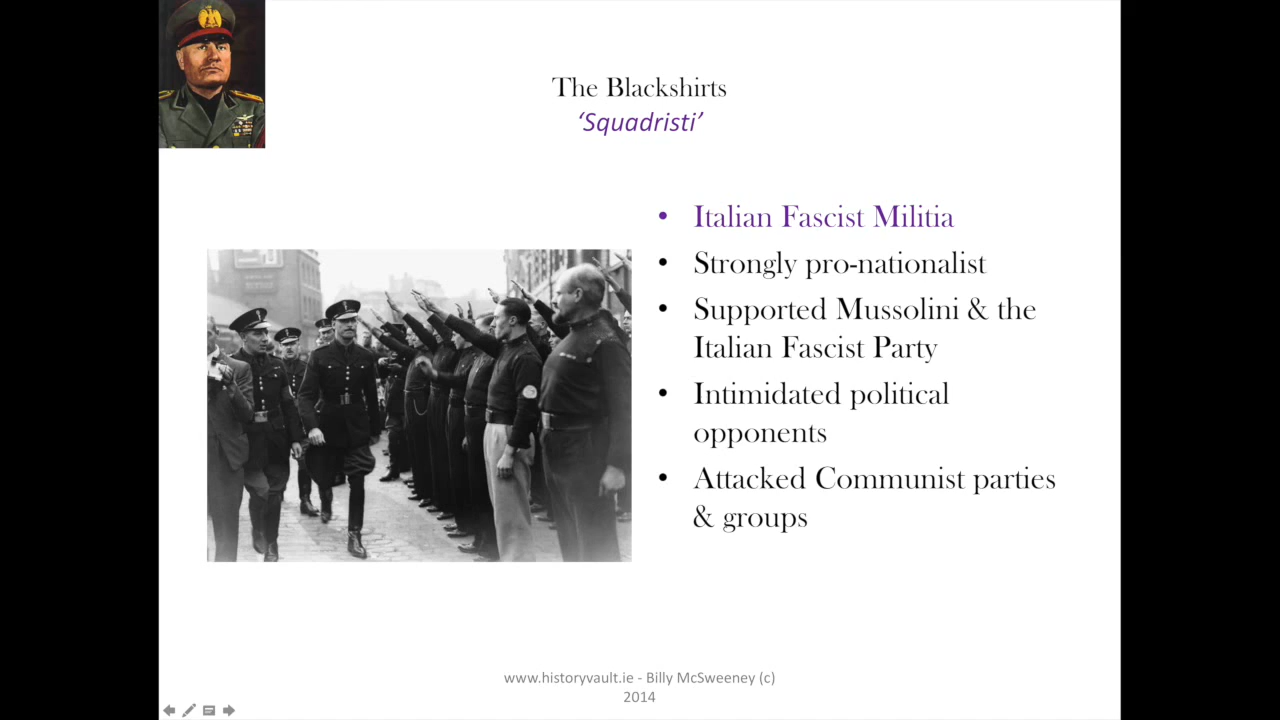 The Blackshirts
‘Squadristi’
• Italian Fascist Militia
• Strongly pro-nationalist
• Supported Mussolini & the
Italian Fascist Party
• Intimidated political
opponents
• Attacked Communist parties
& groups
www.historyvault.ie - Billy McSweeney (c)
2014